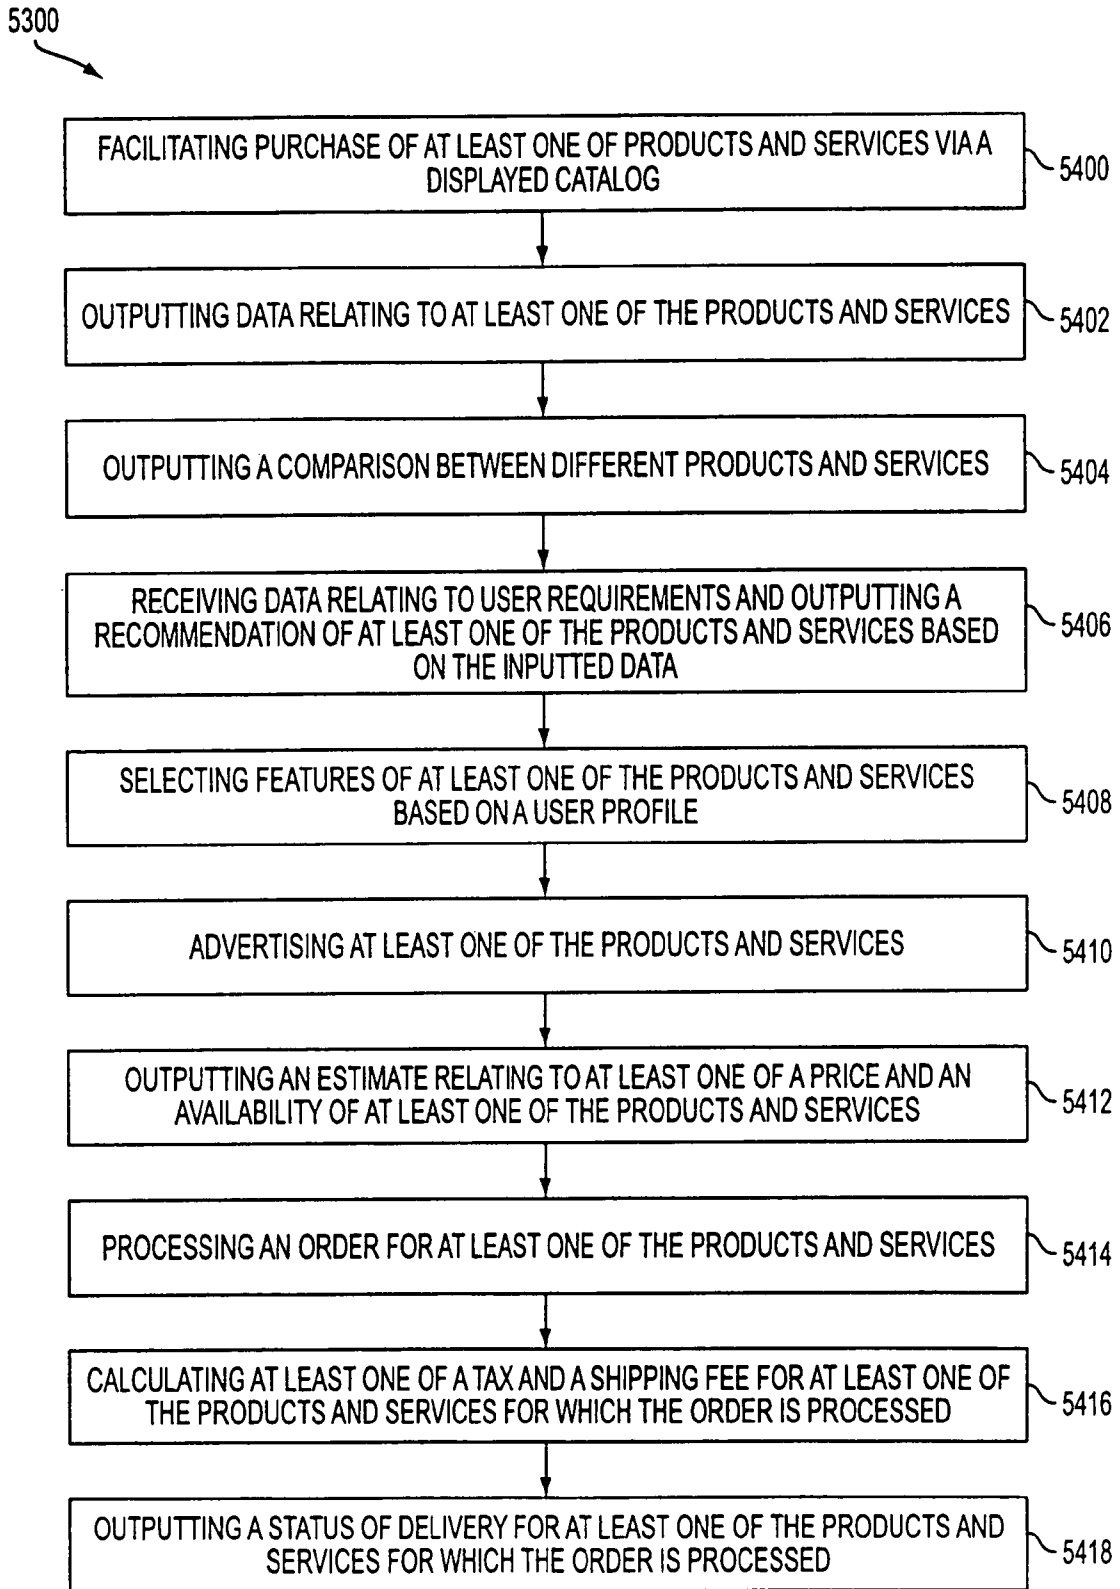 5300
FACILITATING PURCHASE OF AT LEAST ONE OF PRODUCTS AND SERVICES VIA A
DISPLAYED CATALOG
5400
OUTPUTTING DATA RELATING TO AT LEAST ONE OF THE PRODUCTS AND SERVICES
5402
OUTPUTTING A COMPARISON BETWEEN DIFFERENT PRODUCTS AND SERVICES
5404
RECEIVING DATA RELATING TO USER REQUIREMENTS AND OUTPUTTING A
RECOMMENDATION OF AT LEAST ONE OF THE PRODUCTS AND SERVICES BASED
ON THE INPUTTED DATA
5406
SELECTING FEATURES OF AT LEAST ONE OF THE PRODUCTS AND SERVICES
BASED ON A USER PROFILE
5408
ADVERTISING AT LEAST ONE OF THE PRODUCTS AND SERVICES
5410
OUTPUTTING AN ESTIMATE RELATING TO AT LEAST ONE OF A PRICE AND AN
AVAILABILITY OF AT LEAST ONE OF THE PRODUCTS AND SERVICES
5412
PROCESSING AN ORDER FOR AT LEAST ONE OF THE PRODUCTS AND SERVICES
5414
CALCULATING AT LEAST ONE OF A TAX AND A SHIPPING FEE FOR AT LEAST ONE OF
THE PRODUCTS AND SERVICES FOR WHICH THE ORDER IS PROCESSED
5416
OUTPUTTING A STATUS OF DELIVERY FOR AT LEAST ONE OF THE PRODUCTS AND
SERVICES FOR WHICH THE ORDER IS PROCESSED
5418